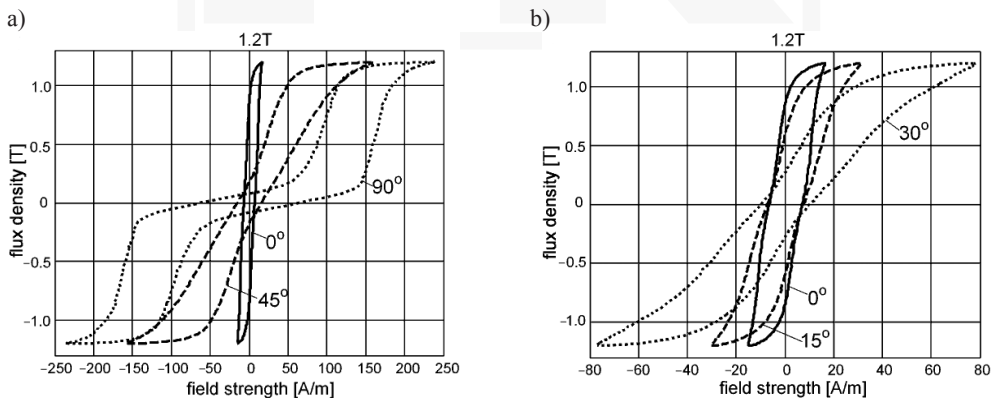 a)
1.2T
1.0
0.5
0
−0.5
−1.0
flux density [T]
90°
0°
45°
−250 −200 −150 −100 −50 0 50 100 150 200 250
field strength [A/m]
b)
1.2T
1.0
0.5
0
−0.5
−1.0
flux density [T]
30°
0°
15°
−80 −60 −40 −20 0 20 40 60 80
field strength [A/m]